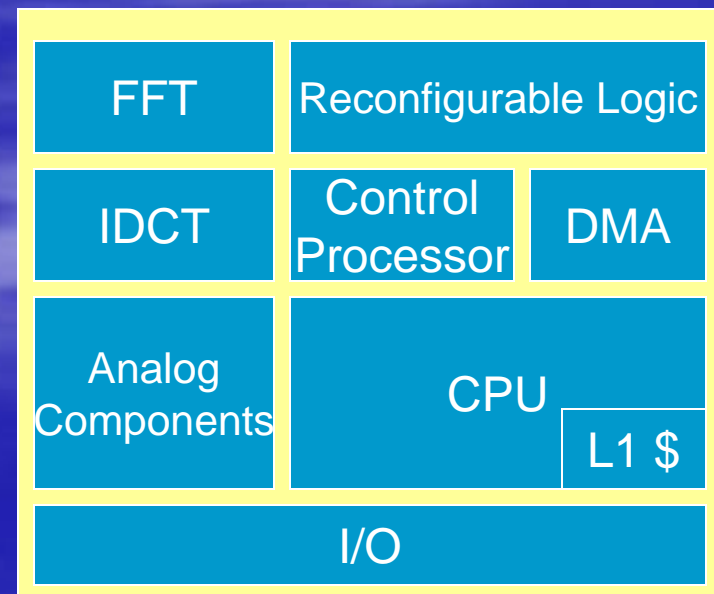 FFT
Reconfigurable Logic
IDCT
Control
Processor
DMA
Analog
Components
CPU
L1 $
I/O